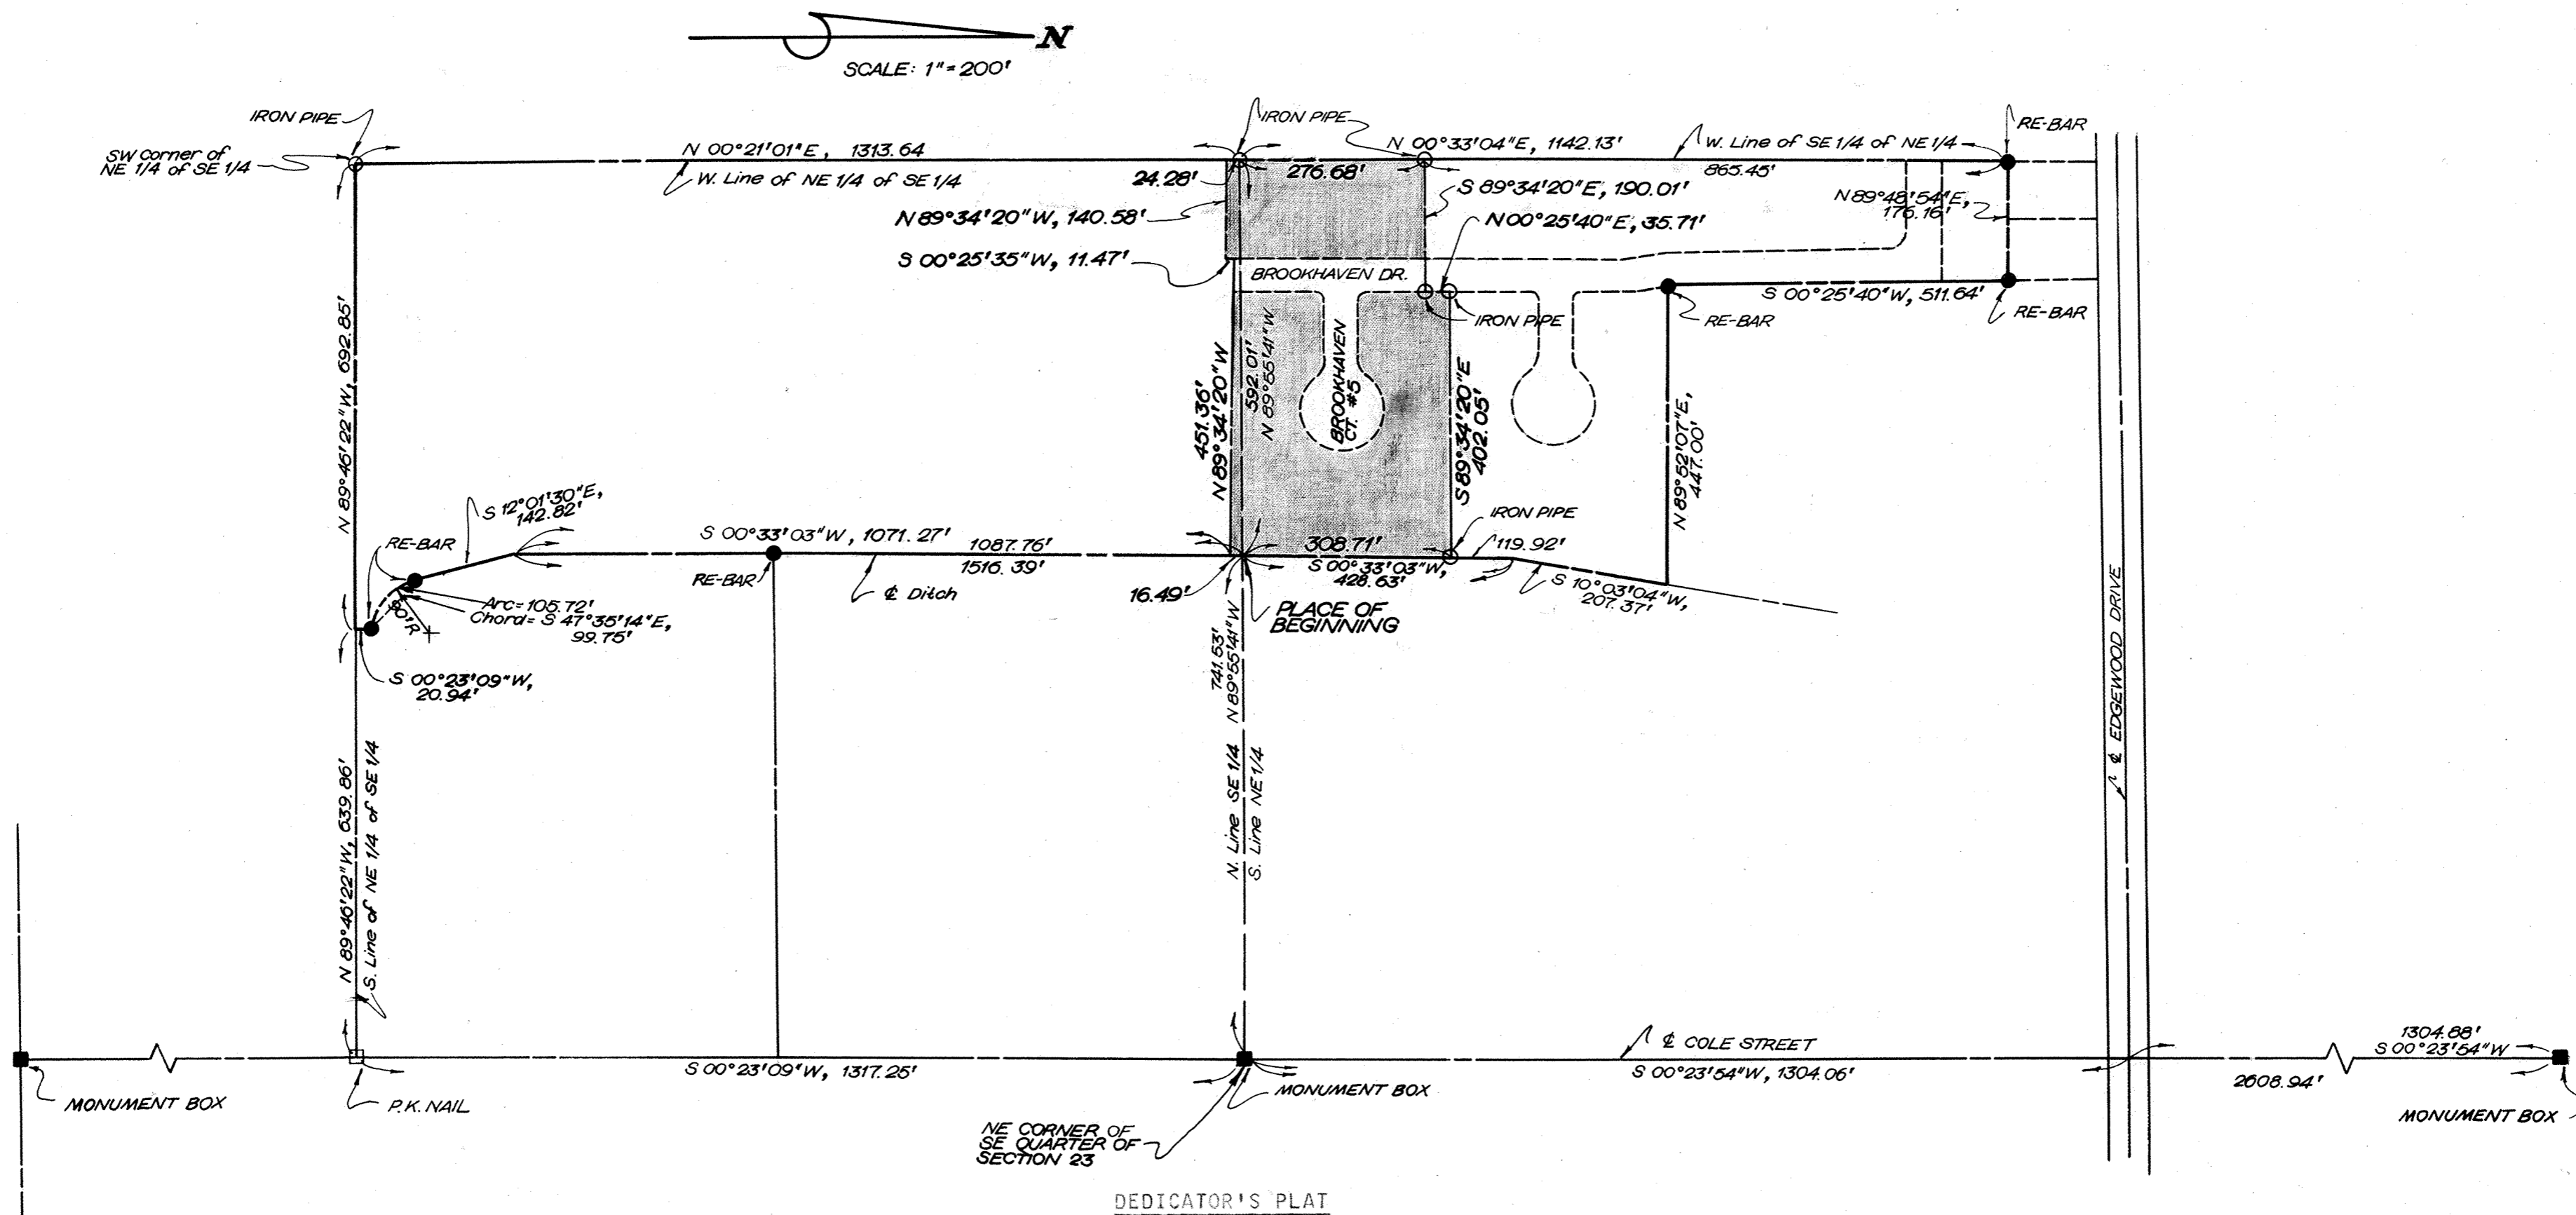 N
SCALE: 1"=200'
IRON PIPE
SW Corner of
NE 1/4 of SE 1/4
N 00°21'01"E, 1313.64
W. Line of NE 1/4 of SE 1/4
IRON PIPE
N 00°33'04"E, 1142.13'
W. Line of SE 1/4 of NE 1/4
RE-BAR
24.28'
276.68'
865.45'
S 89°34'20"E, 190.01'
N 89°48'54"E,
176.16'
N 89°34'20"W, 140.58'
N 00°25'40"E, 35.71'
S 00°25'35"W, 11.47'
BROOKHAVEN DR.
S 00°25'40"W, 511.64'
RE-BAR
IRON PIPE
RE-BAR
N 89°46'22"W, 692.85'
451.36'
N 89°34'20"W
592.01'
N 89°55'41"W
BROOKHAVEN
CT. #5
S 89°34'20"E
402.05'
N 89°52'07"E,
447.00'
S 12°01'30"E,
142.82'
RE-BAR
S 00°33'03"W, 1071.27'
1087.76'
1516.39'
RE-BAR
℄ Ditch
IRON PIPE
308.71'
119.92'
S 00°33'03"W,
428.63'
S 10°03'04"W,
207.37'
16.49'
PLACE OF
BEGINNING
Arc=105.72'
Chord= S 47°35'14"E,
99.75'
90'R
S 00°23'09"W,
20.94'
741.53'
N 89°55'41"W
N. Line SE 1/4
S. Line NE 1/4
℄ EDGEWOOD DRIVE
N 89°46'22"W, 639.86'
S. Line of NE 1/4 of SE 1/4
℄ COLE STREET
1304.88'
S 00°23'54"W
S 00°23'09"W, 1317.25'
S 00°23'54"W, 1304.06'
2608.94'
MONUMENT BOX
P.K. NAIL
MONUMENT BOX
MONUMENT BOX
NE CORNER OF
SE QUARTER OF
SECTION 23
DEDICATOR'S PLAT